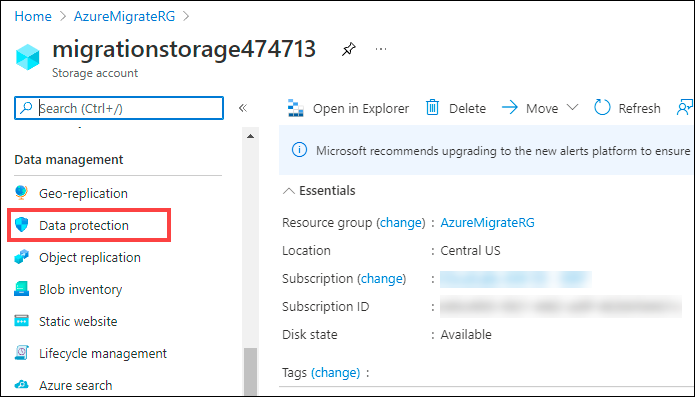 Home > AzureMigrateRG >
migrationstorage474713
Storage account
Search (Ctrl+/)
Data management
Geo-replication
Data protection
Object replication
Blob inventory
Static website
Lifecycle management
Azure search
Open in Explorer Delete Move Refresh
Microsoft recommends upgrading to the new alerts platform to ensure
Essentials
Resource group (change) : AzureMigrateRG
Location : Central US
Subscription (change) :
Subscription ID :
Disk state : Available
Tags (change) :